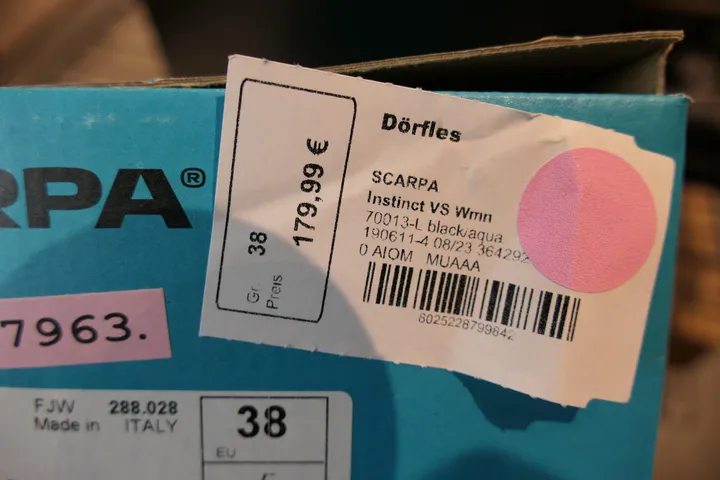 RPA®
7963.
FJW 288.028
Made in ITALY
38
EU
Gr. 38
Preis 179,99 €
Dörfles
SCARPA
Instinct VS Wmn
70013-L black/aqua
190611-4 08/23 364292
0 AIOM MUAAA
8025228799842